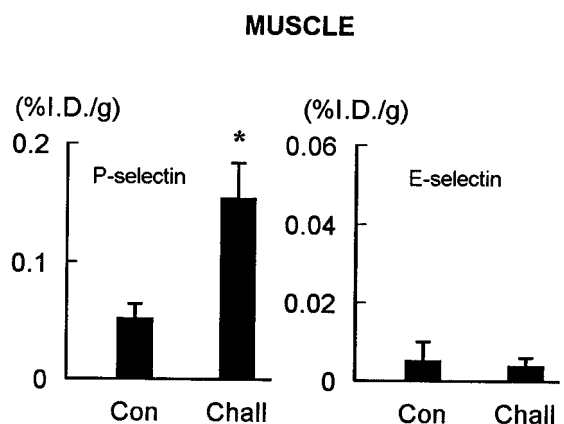 MUSCLE
(%I.D./g) (%I.D./g)
0.2 * 0.06
P-selectin E-selectin
0.04
0.1
0.02
0 0
Con Chall Con Chall